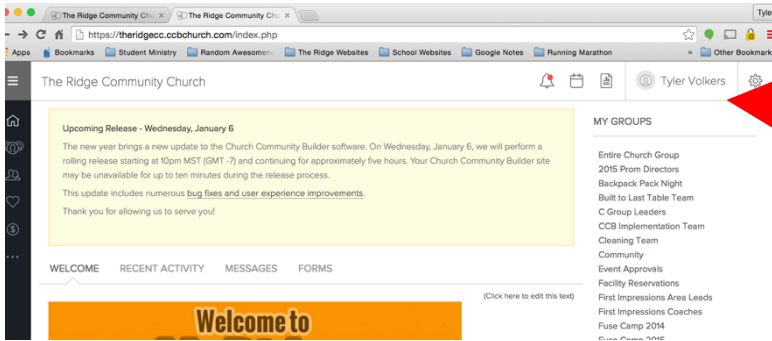 The Ridge Community Chu
The Ridge Community Chu
Tyle
https://theridgecc.ccbchurch.com/index.php
Apps
Bookmarks
Student Ministry
Random Awesomene
The Ridge Websites
School Websites
Google Notes
Running Marathon
»
Other Bookmark
The Ridge Community Church
Tyler Volkers
Upcoming Release - Wednesday, January 6
The new year brings a new update to the Church Community Builder software. On Wednesday, January 6, we will perform a
rolling release starting at 10pm MST (GMT -7) and continuing for approximately five hours. Your Church Community Builder site
may be unavailable for up to ten minutes during the release process.
This update includes numerous bug fixes and user experience improvements.
Thank you for allowing us to serve you!
WELCOME
RECENT ACTIVITY
MESSAGES
FORMS
(Click here to edit this text)
Welcome to
MY GROUPS
Entire Church Group
2015 Prom Directors
Backpack Pack Night
Built to Last Table Team
C Group Leaders
CCB Implementation Team
Cleaning Team
Community
Event Approvals
Facility Reservations
First Impressions Area Leads
First Impressions Coaches
Fuse Camp 2014
Fuse Camp 2015